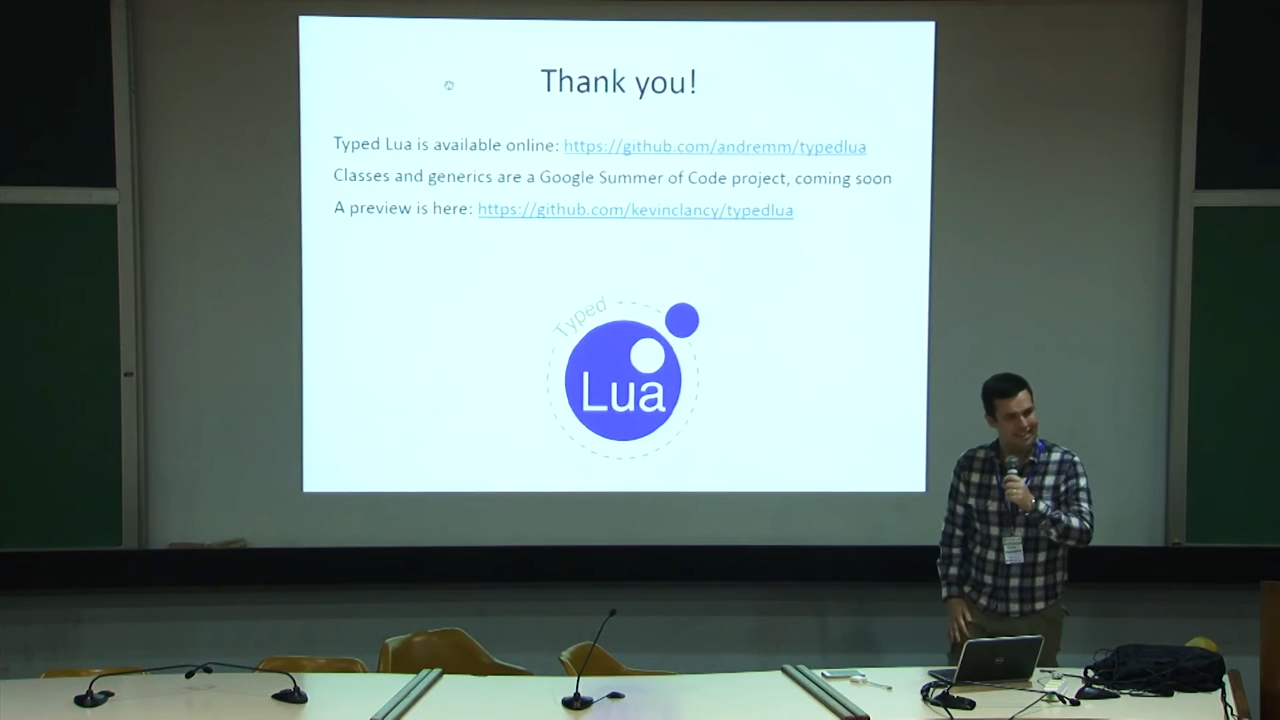 Thank you!
Typed Lua is available online: https://github.com/andremm/typedlua
Classes and generics are a Google Summer of Code project, coming soon
A preview is here: https://github.com/kevinclancy/typedlua
Typed
Lua